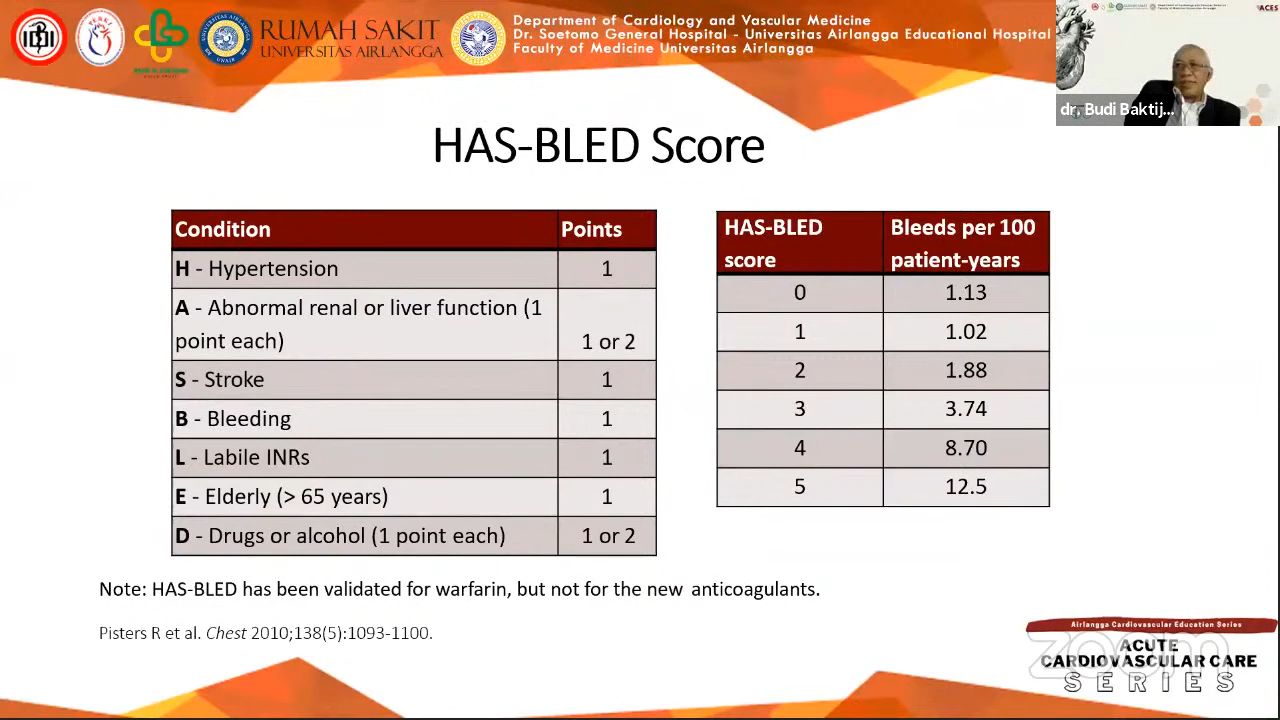 RUMAH SAKIT
UNIVERSITAS AIRLANGGA
Department of Cardiology and Vascular Medicine
Dr. Soetomo General Hospital - Universitas Airlangga Educational Hospital
Faculty of Medicine Universitas Airlangga
dr. Budi Baktij...
HAS-BLED Score
Condition Points
H - Hypertension 1
A - Abnormal renal or liver function (1
point each) 1 or 2
S - Stroke 1
B - Bleeding 1
L - Labile INRs 1
E - Elderly (> 65 years) 1
D - Drugs or alcohol (1 point each) 1 or 2
HAS-BLED Bleeds per 100
score patient-years
0 1.13
1 1.02
2 1.88
3 3.74
4 8.70
5 12.5
Note: HAS-BLED has been validated for warfarin, but not for the new anticoagulants.
Pisters R et al. Chest 2010;138(5):1093-1100.
Airlangga Cardiovascular Education Series
zoom
ACUTE
CARDIOVASCULAR CARE
SERIES